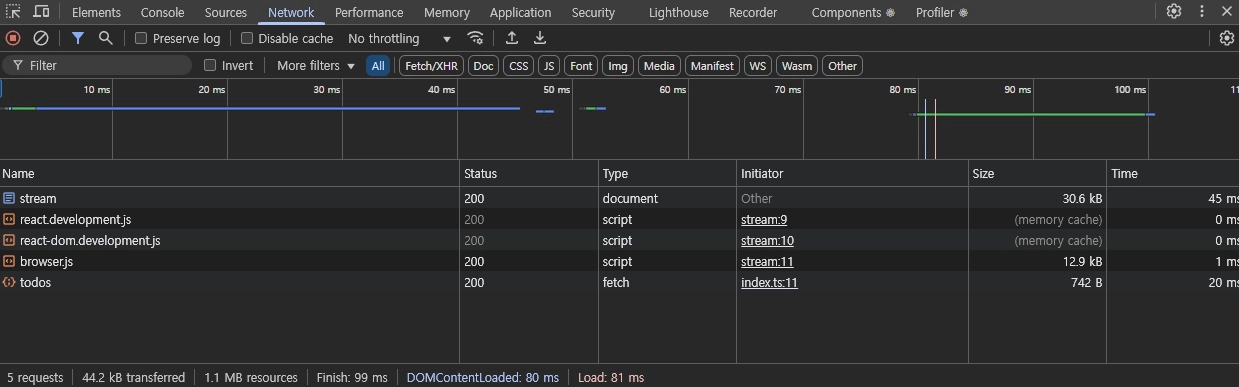 Elements Console Sources Network Performance Memory Application Security Lighthouse Recorder Components Profiler
Preserve log Disable cache No throttling
Filter Invert More filters All Fetch/XHR Doc CSS JS Font Img Media Manifest WS Wasm Other
10 ms 20 ms 30 ms 40 ms 50 ms 60 ms 70 ms 80 ms 90 ms 100 ms 11
Name Status Type Initiator Size Time
stream 200 document Other 30.6 kB 45 ms
react.development.js 200 script stream:9 (memory cache) 0 ms
react-dom.development.js 200 script stream:10 (memory cache) 0 ms
browser.js 200 script stream:11 12.9 kB 1 ms
todos 200 fetch index.ts:11 742 B 20 ms
5 requests 44.2 kB transferred 1.1 MB resources Finish: 99 ms DOMContentLoaded: 80 ms Load: 81 ms